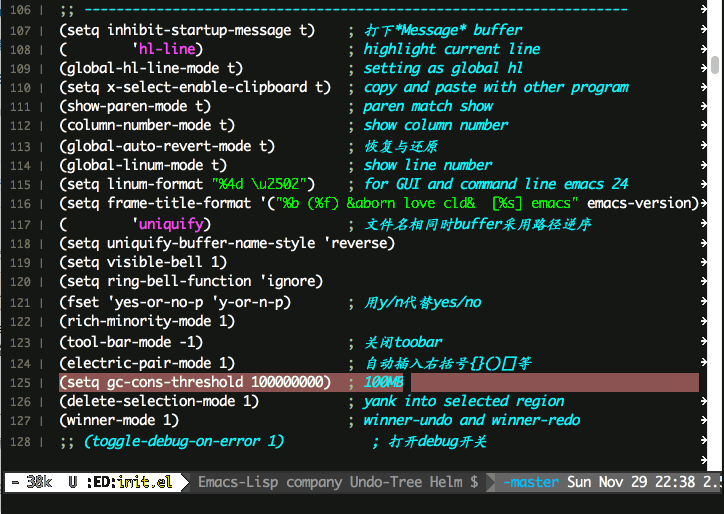 106 | ;; --------------------------------------------------------------------
107 | (setq inhibit-startup-message t)    ; 打下*Message* buffer
108 | (        'hl-line)                  ; highlight current line
109 | (global-hl-line-mode t)             ; setting as global hl
110 | (setq x-select-enable-clipboard t)  ; copy and paste with other program
111 | (show-paren-mode t)                 ; paren match show
112 | (column-number-mode t)              ; show column number
113 | (global-auto-revert-mode t)         ; 恢复与还原
114 | (global-linum-mode t)               ; show line number
115 | (setq linum-format "%4d \u2502")    ; for GUI and command line emacs 24
116 | (setq frame-title-format '("%b (%f) &aborn love cld&  [%s] emacs" emacs-version)
117 | (        'uniquify)                 ; 文件名相同时buffer采用路径逆序
118 | (setq uniquify-buffer-name-style 'reverse)
119 | (setq visible-bell 1)
120 | (setq ring-bell-function 'ignore)
121 | (fset 'yes-or-no-p 'y-or-n-p)       ; 用y/n代替yes/no
122 | (rich-minority-mode 1)
123 | (tool-bar-mode -1)                  ; 关闭toobar
124 | (electric-pair-mode 1)              ; 自动插入右括号{}()[]等
125 | (setq gc-cons-threshold 100000000)  ; 100MB
126 | (delete-selection-mode 1)           ; yank into selected region
127 | (winner-mode 1)                     ; winner-undo and winner-redo
128 | ;; (toggle-debug-on-error 1)           ; 打开debug开关
- 38k  U :ED:init.el  Emacs-Lisp company Undo-Tree Helm $  -master Sun Nov 29 22:38 2.5